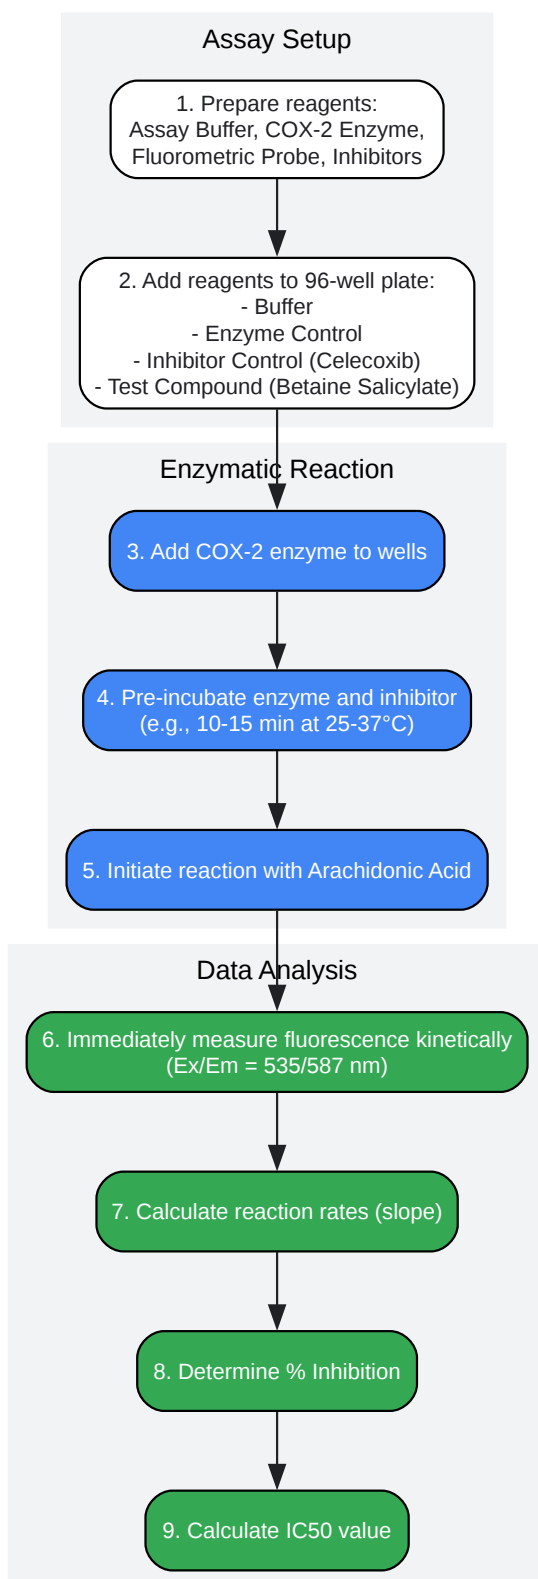 Assay Setup
1. Prepare reagents:
Assay Buffer, COX-2 Enzyme,
Fluorometric Probe, Inhibitors
2. Add reagents to 96-well plate:
- Buffer
- Enzyme Control
- Inhibitor Control (Celecoxib)
- Test Compound (Betaine Salicylate)
Enzymatic Reaction
3. Add COX-2 enzyme to wells
4. Pre-incubate enzyme and inhibitor
(e.g., 10-15 min at 25-37°C)
5. Initiate reaction with Arachidonic Acid
Data Analysis
6. Immediately measure fluorescence kinetically
(Ex/Em = 535/587 nm)
7. Calculate reaction rates (slope)
8. Determine % Inhibition
9. Calculate IC50 value